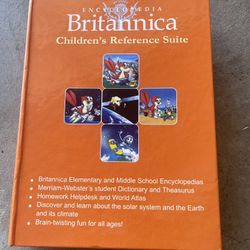 ENCYCLOPÆDIA
Britannica
Children's Reference Suite
• Britannica Elementary and Middle School Encyclopedias
• Merriam-Webster's student Dictionary and Theasurus
• Homework Helpdesk and World Atlas
• Discover and learn about the solar system and the Earth
and its climate
• Brain-twisting fun for all ages!